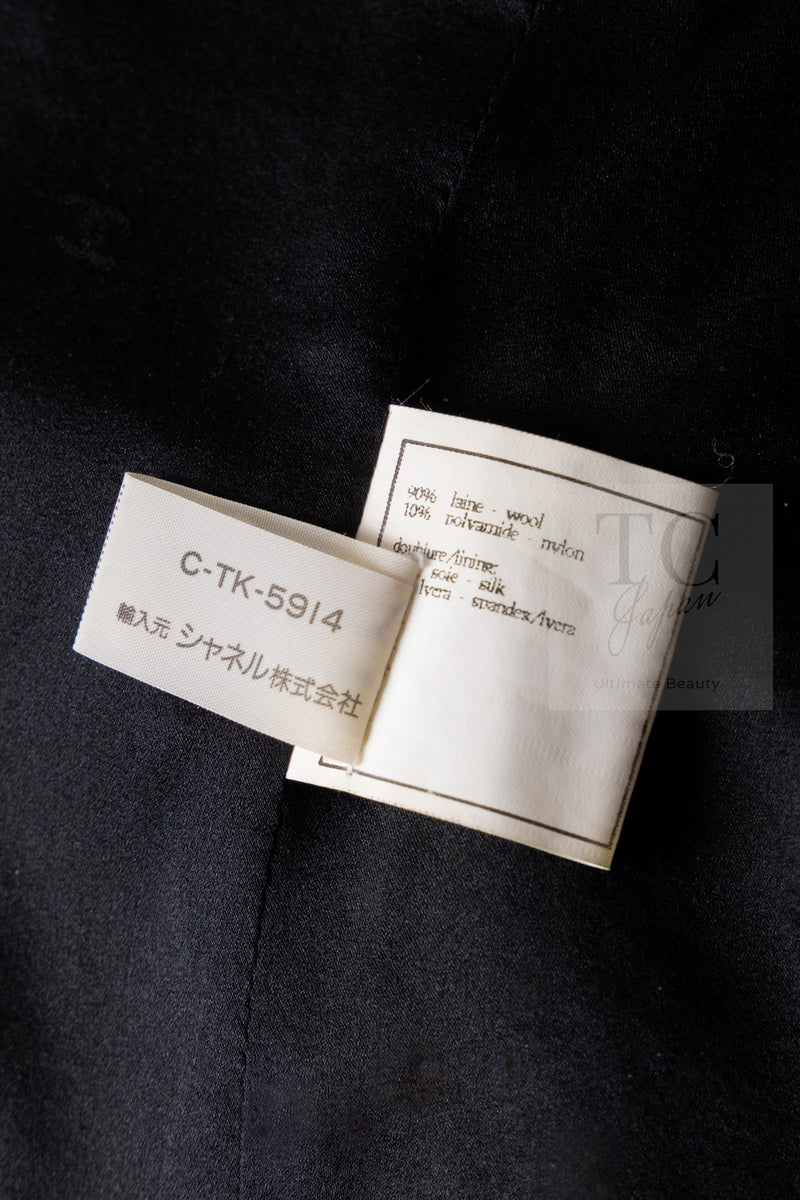 C-TK-5914
輸入元 シャネル株式会社
90% laine - wool
10% polyamide - nylon
doublure/lining:
soie - silk
lycra - spandex/lycra
TC
Japan
Ultimate Beauty